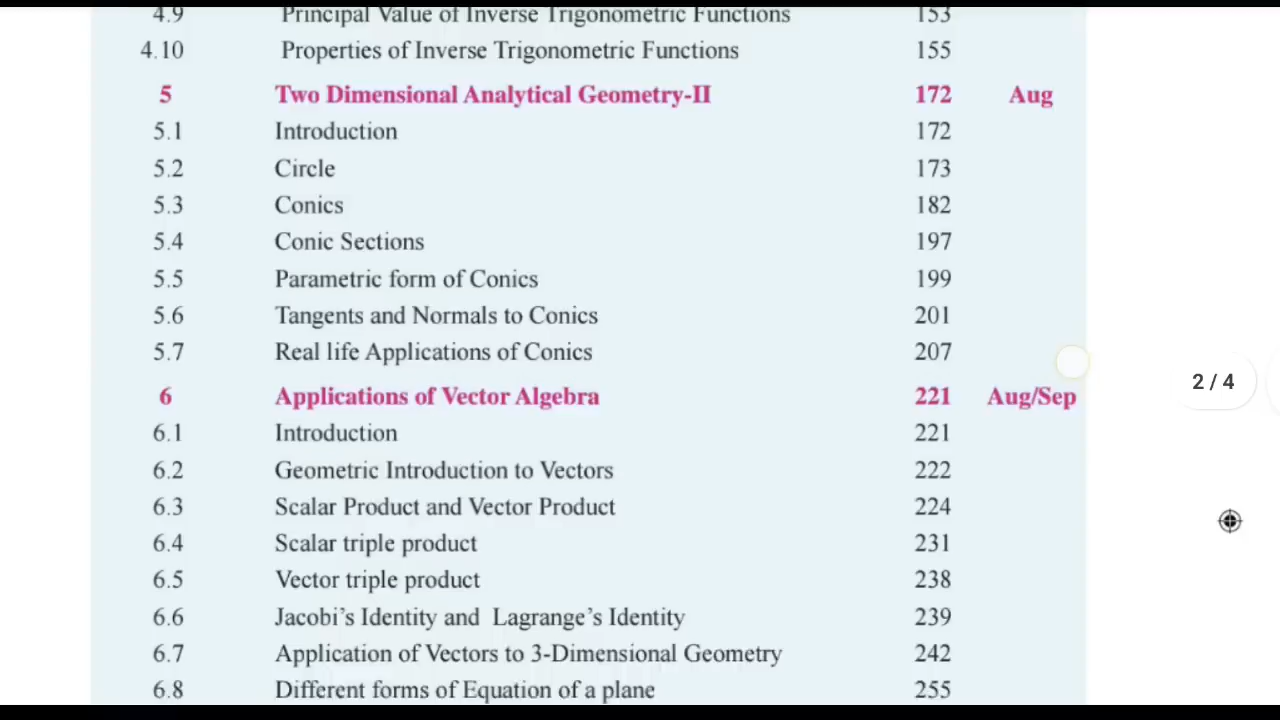 4.9 Principal Value of Inverse Trigonometric Functions 153
4.10 Properties of Inverse Trigonometric Functions 155
5 Two Dimensional Analytical Geometry-II 172 Aug
5.1 Introduction 172
5.2 Circle 173
5.3 Conics 182
5.4 Conic Sections 197
5.5 Parametric form of Conics 199
5.6 Tangents and Normals to Conics 201
5.7 Real life Applications of Conics 207
2 / 4
6 Applications of Vector Algebra 221 Aug/Sep
6.1 Introduction 221
6.2 Geometric Introduction to Vectors 222
6.3 Scalar Product and Vector Product 224
6.4 Scalar triple product 231
6.5 Vector triple product 238
6.6 Jacobi’s Identity and Lagrange’s Identity 239
6.7 Application of Vectors to 3-Dimensional Geometry 242
6.8 Different forms of Equation of a plane 255